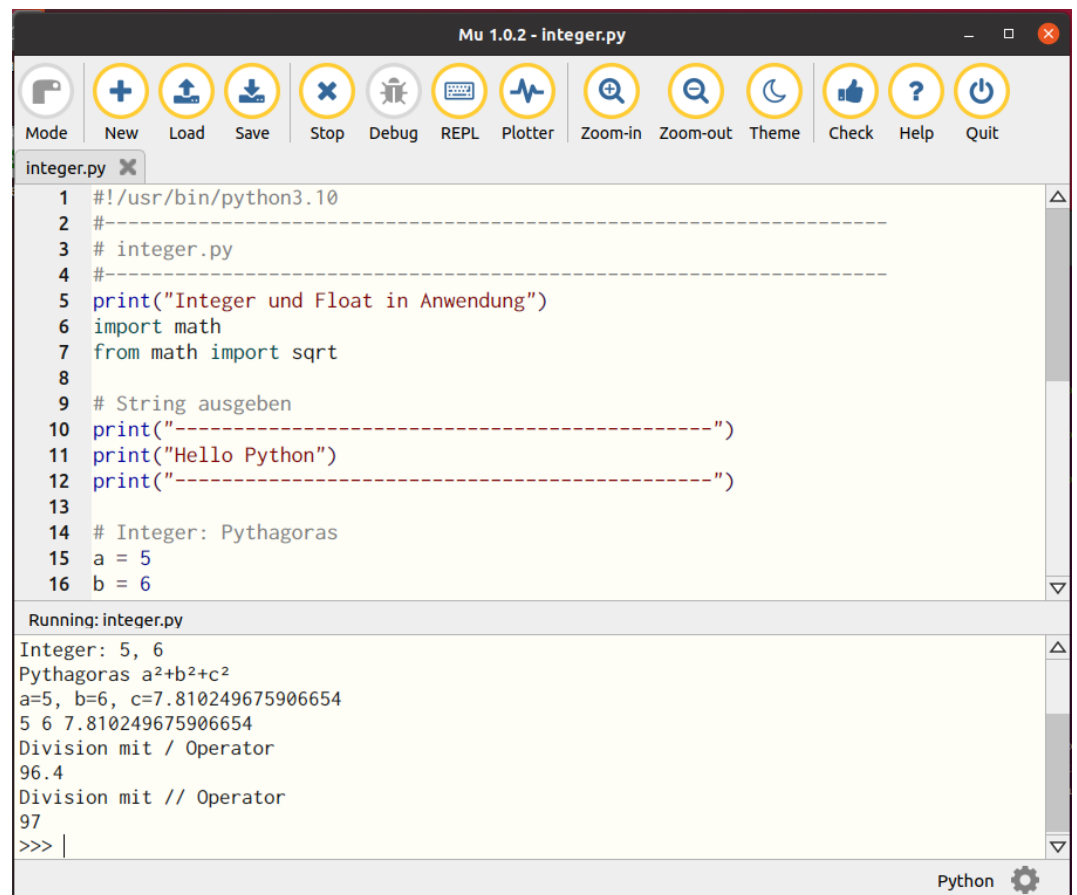 Mu 1.0.2 - integer.py
Mode New Load Save Stop Debug REPL Plotter Zoom-in Zoom-out Theme Check Help Quit
integer.py
1 #!/usr/bin/python3.10
2 #-------------------------------------------------------------------
3 # integer.py
4 #-------------------------------------------------------------------
5 print("Integer und Float in Anwendung")
6 import math
7 from math import sqrt
8
9 # String ausgeben
10 print("----------------------------------------------")
11 print("Hello Python")
12 print("----------------------------------------------")
13
14 # Integer: Pythagoras
15 a = 5
16 b = 6
Running: integer.py
Integer: 5, 6
Pythagoras a²+b²+c²
a=5, b=6, c=7.810249675906654
5 6 7.810249675906654
Division mit / Operator
96.4
Division mit // Operator
97
>>>
Python